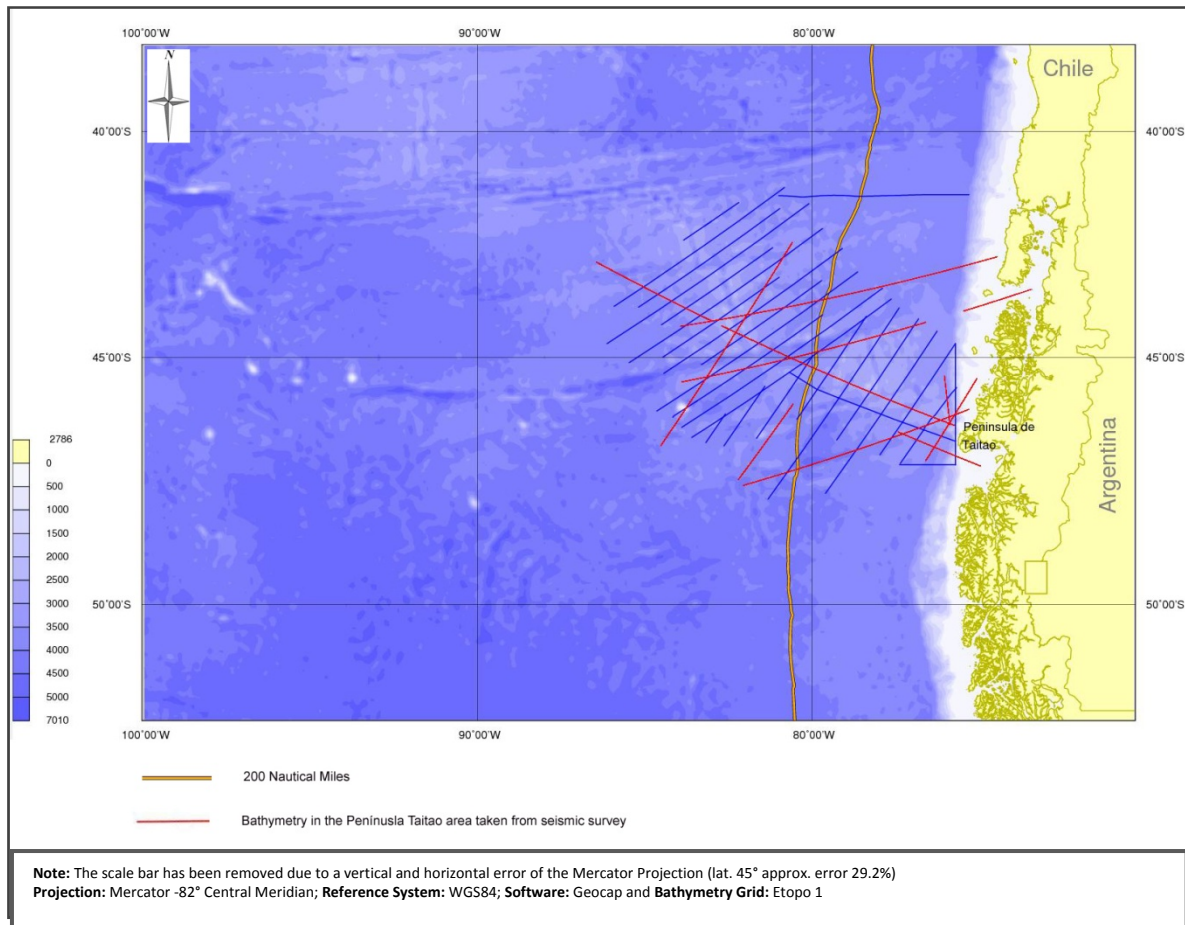 N
100°00'W
90°00'W
80°00'W
Chile
40°00'S
40°00'S
45°00'S
45°00'S
Peninsula de
Taitao
Argentina
50°00'S
50°00'S
100°00'W
90°00'W
80°00'W
2786
0
500
1000
1500
2000
2500
3000
3500
4000
4500
5000
7010
200 Nautical Miles
Bathymetry in the Penínusla Taitao area taken from seismic survey
Note: The scale bar has been removed due to a vertical and horizontal error of the Mercator Projection (lat. 45° approx. error 29.2%)
Projection: Mercator -82° Central Meridian; Reference System: WGS84; Software: Geocap and Bathymetry Grid: Etopo 1